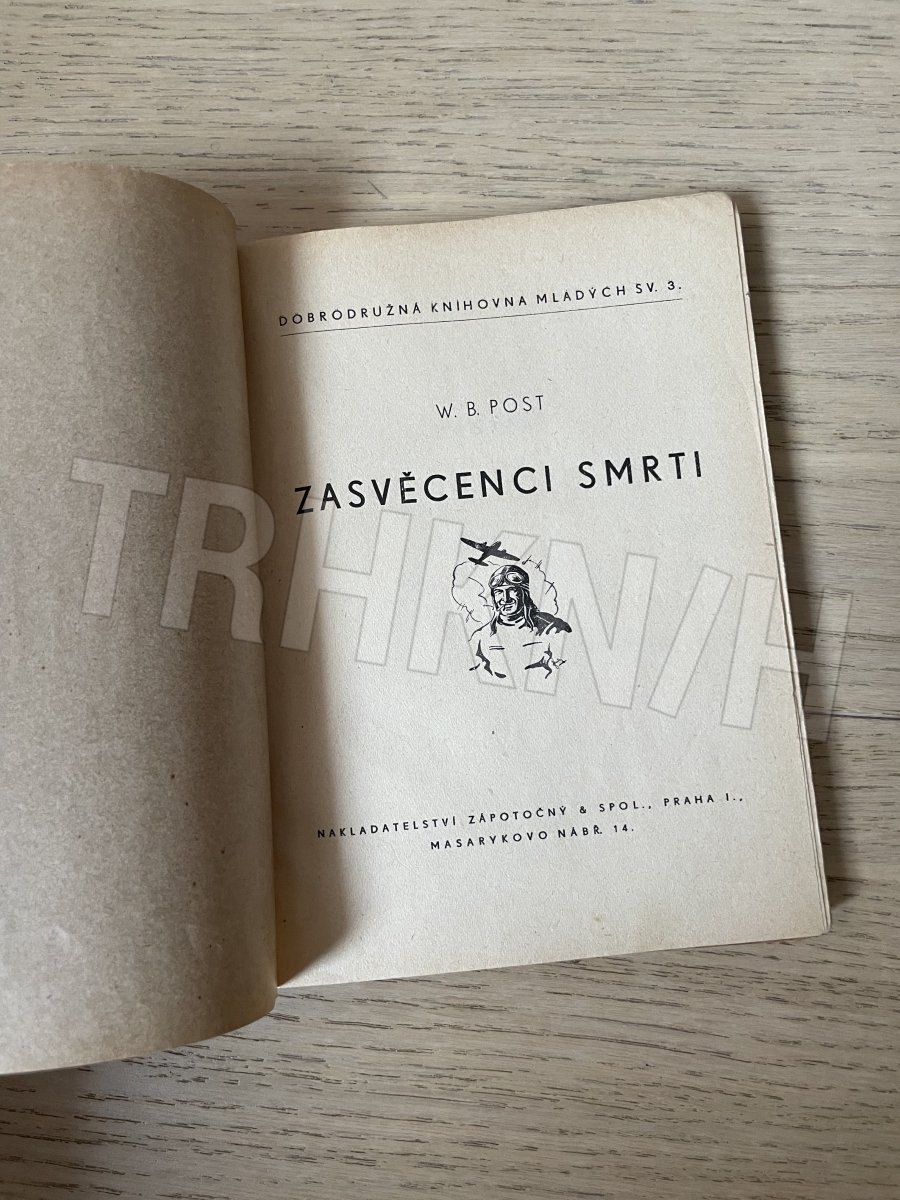 DOBRODRUŽNÁ KNIHOVNA MLADÝCH SV. 3.
W. B. POST
ZASVĚCENCI SMRTI
NAKLADATELSTVÍ ZÁPOTOČNÝ & SPOL., PRAHA I.,
MASARYKOVO NÁBŘ. 14.
TRHKNIH